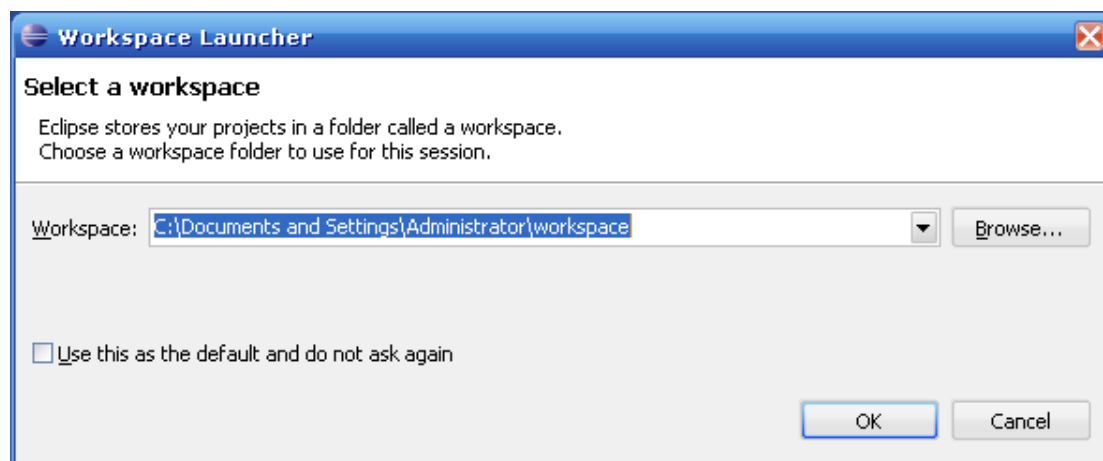 Workspace Launcher
Select a workspace
Eclipse stores your projects in a folder called a workspace.
Choose a workspace folder to use for this session.
Workspace: C:\Documents and Settings\Administrator\workspace Browse...
Use this as the default and do not ask again
OK Cancel